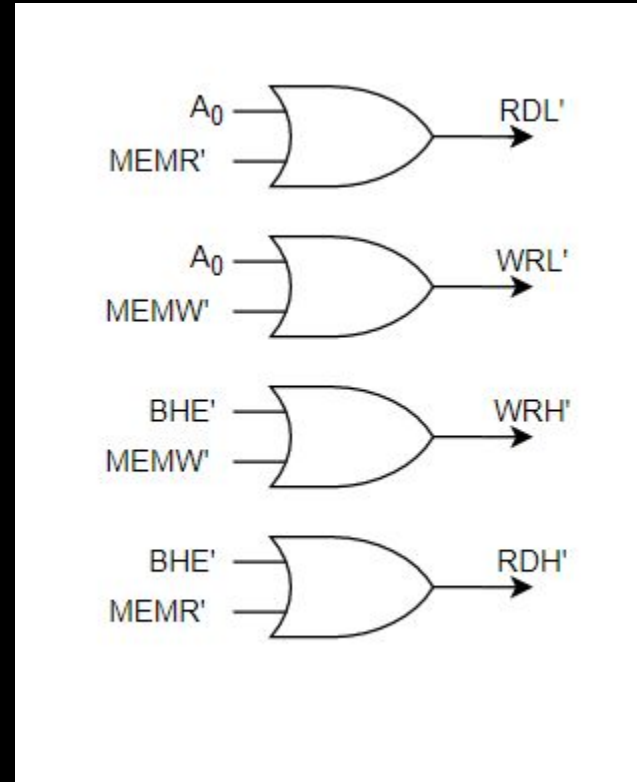 A₀ RDL'
MEMR'
A₀ WRL'
MEMW'
BHE' WRH'
MEMW'
BHE' RDH'
MEMR'